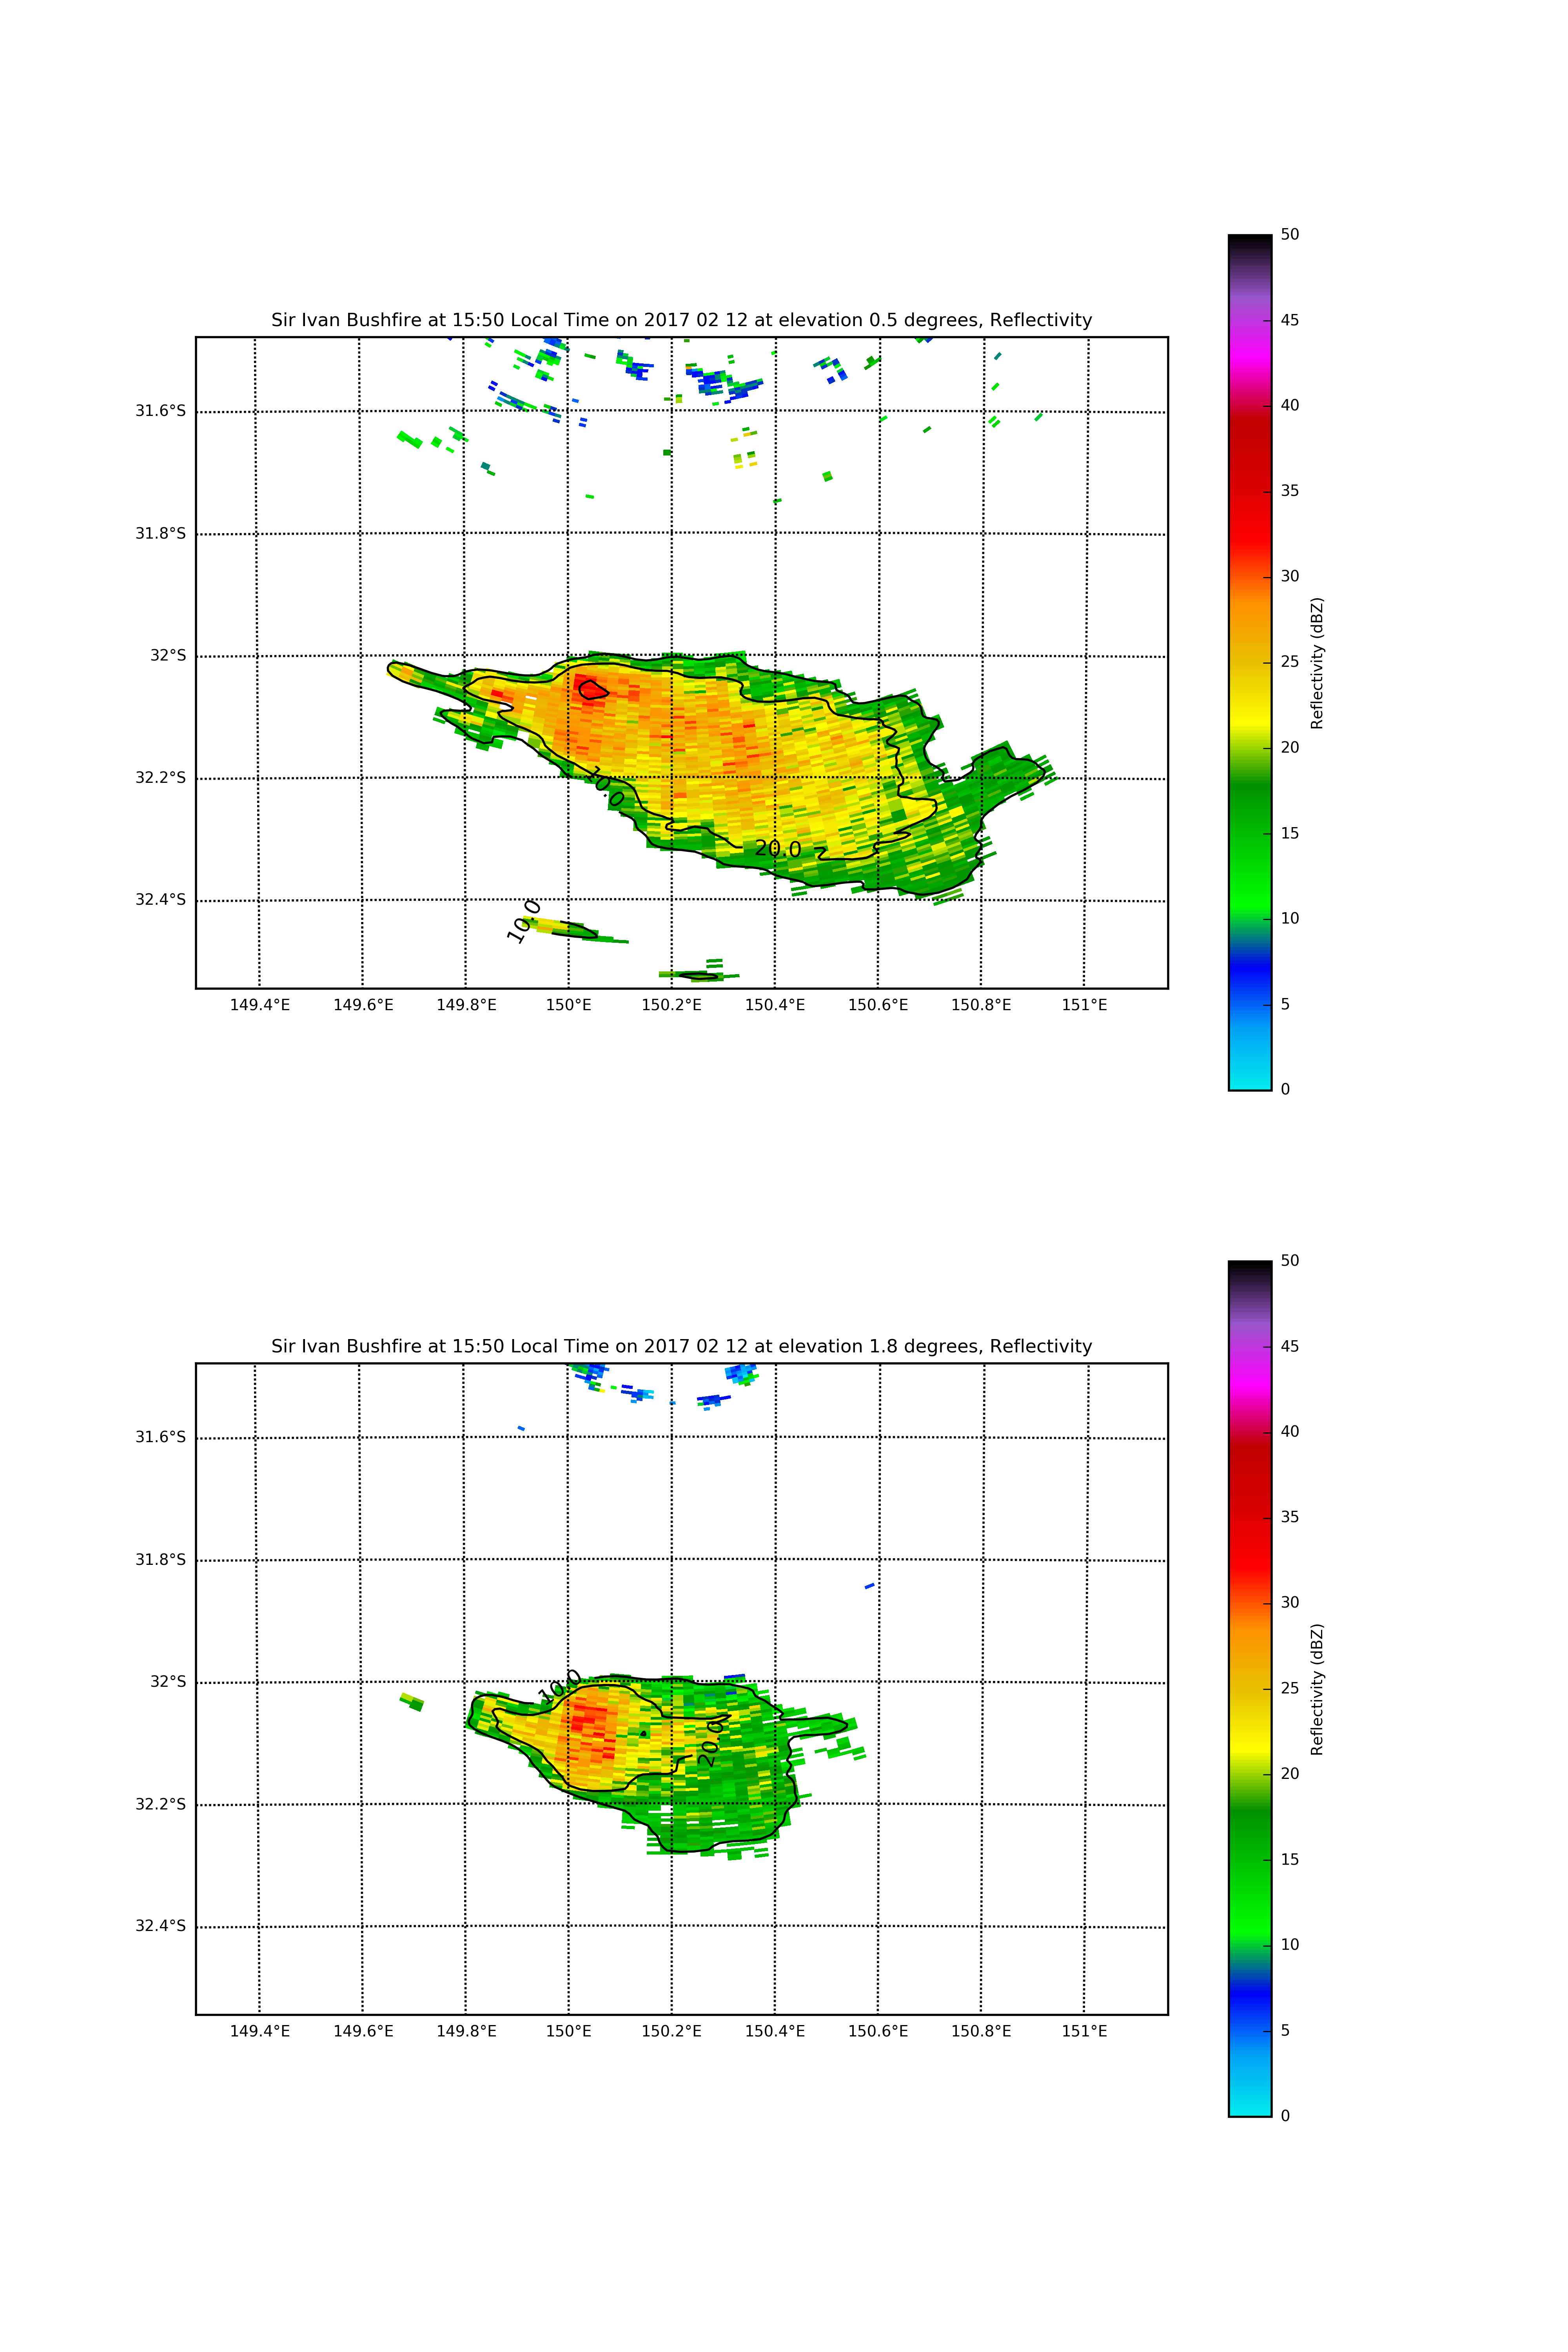 Sir Ivan Bushfire at 15:50 Local Time on 2017 02 12 at elevation 0.5 degrees, Reflectivity
31.6°S
31.8°S
32°S
32.2°S
32.4°S
10.0
20.0
10.0
149.4°E 149.6°E 149.8°E 150°E 150.2°E 150.4°E 150.6°E 150.8°E 151°E
50
45
40
35
30
25
20
15
10
5
0
Reflectivity (dBZ)
Sir Ivan Bushfire at 15:50 Local Time on 2017 02 12 at elevation 1.8 degrees, Reflectivity
31.6°S
31.8°S
32°S
32.2°S
32.4°S
10.0
20.0
149.4°E 149.6°E 149.8°E 150°E 150.2°E 150.4°E 150.6°E 150.8°E 151°E
50
45
40
35
30
25
20
15
10
5
0
Reflectivity (dBZ)